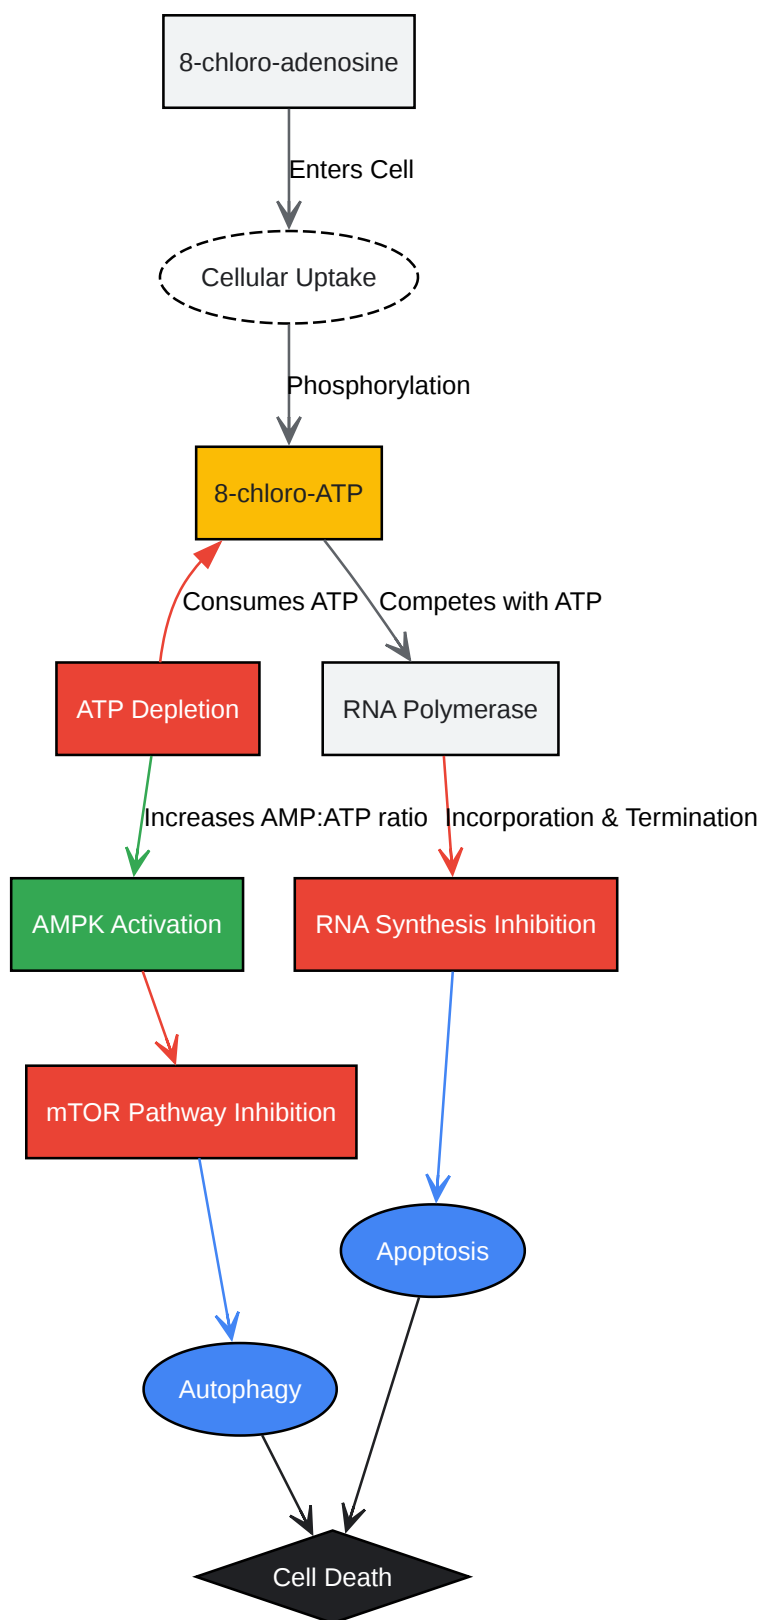 8-chloro-adenosine
Enters Cell
Cellular Uptake
Phosphorylation
8-chloro-ATP
Consumes ATP
Competes with ATP
ATP Depletion
RNA Polymerase
Increases AMP:ATP ratio
Incorporation & Termination
AMPK Activation
RNA Synthesis Inhibition
mTOR Pathway Inhibition
Apoptosis
Autophagy
Cell Death